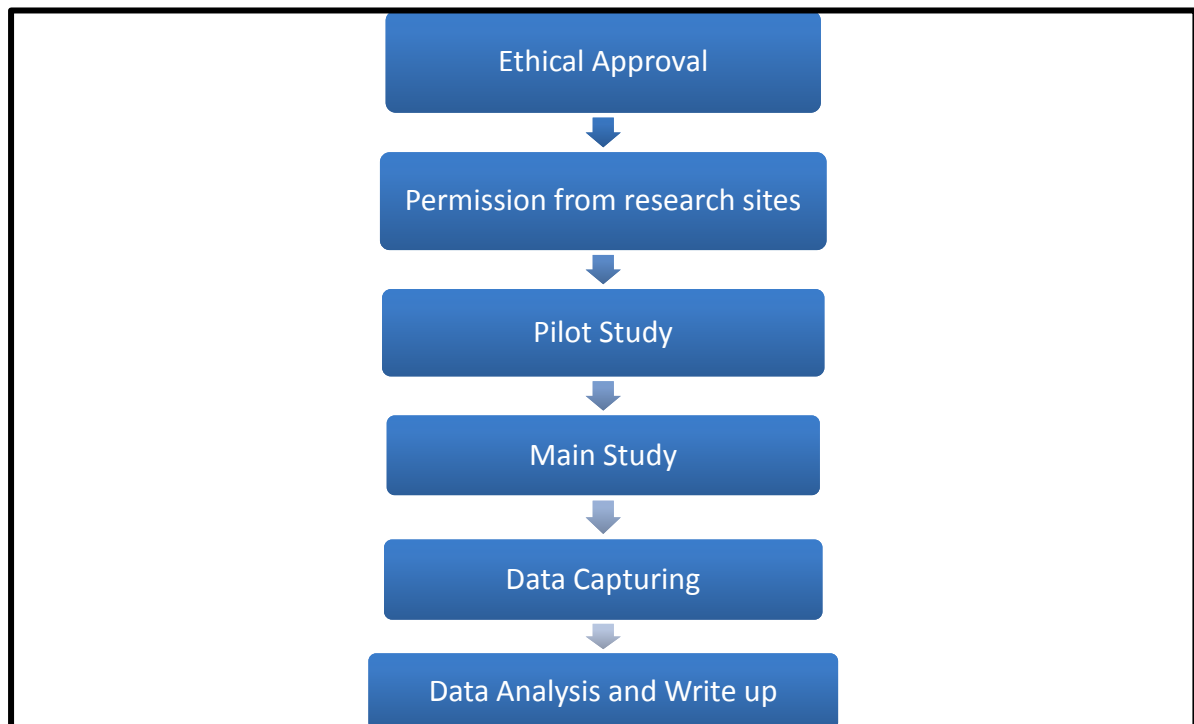 Ethical Approval
Permission from research sites
Pilot Study
Main Study
Data Capturing
Data Analysis and Write up